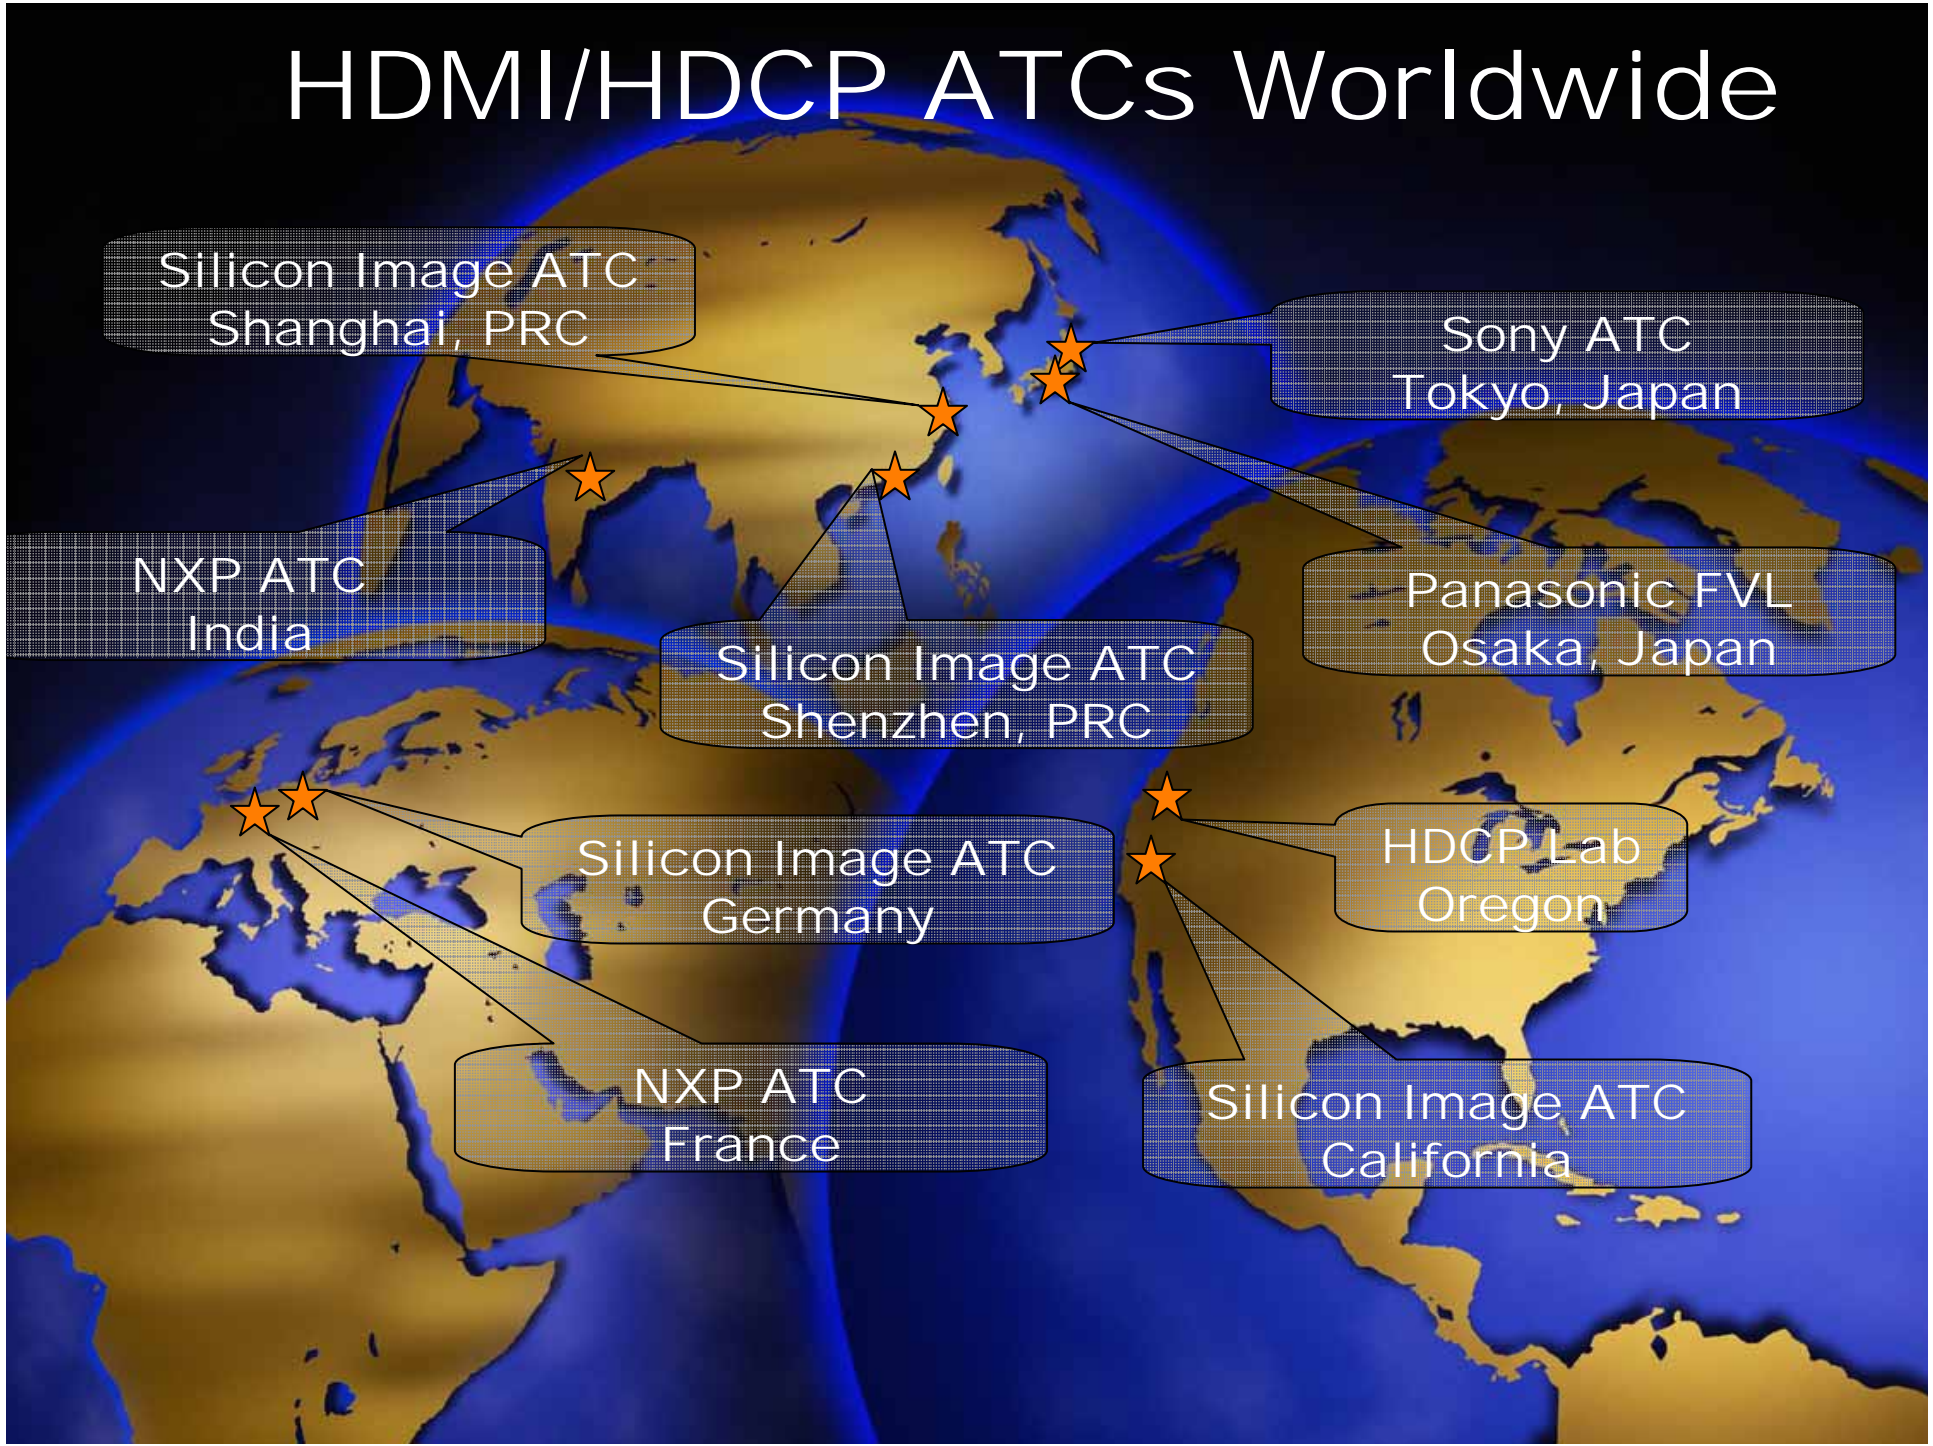 HDMI/HDCP ATCs Worldwide
Silicon Image ATC
Shanghai, PRC
Sony ATC
Tokyo, Japan
NXP ATC
India
Panasonic FVL
Osaka, Japan
Silicon Image ATC
Shenzhen, PRC
Silicon Image ATC
Germany
HDCP Lab
Oregon
NXP ATC
France
Silicon Image ATC
California